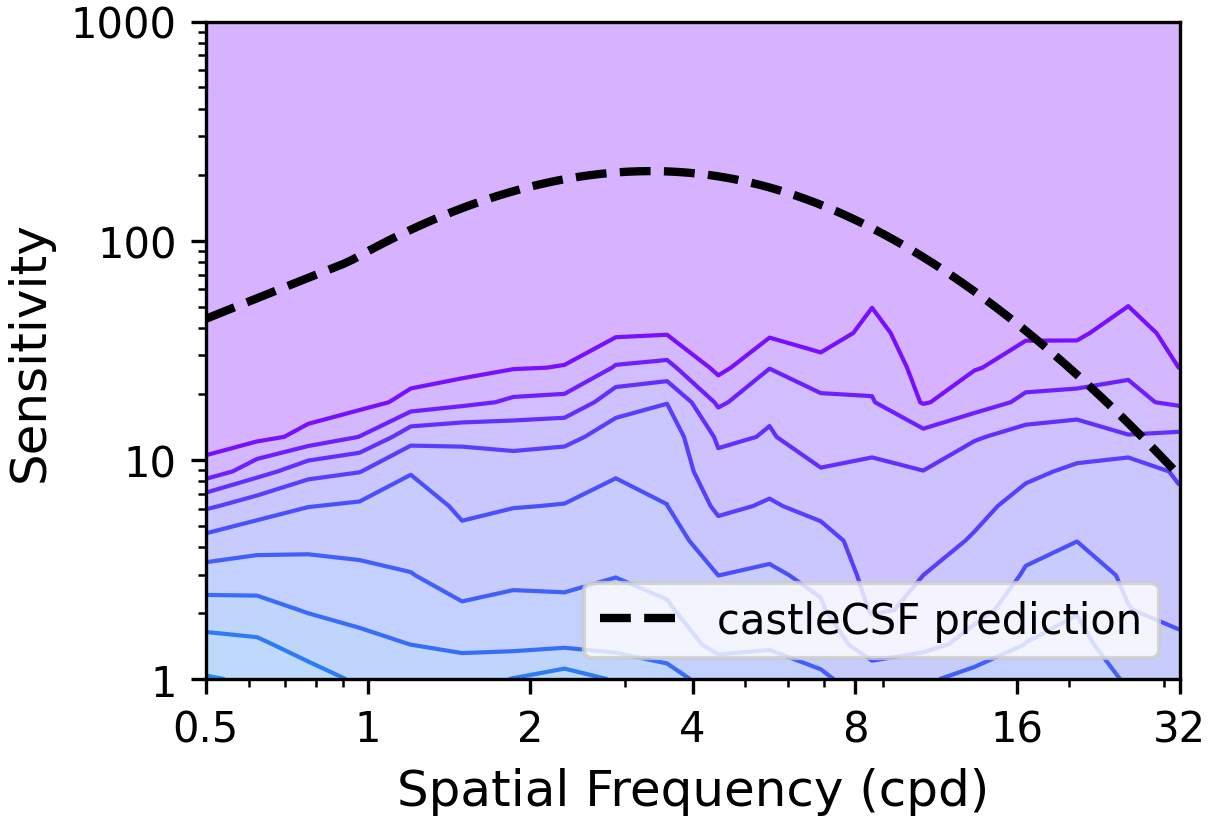 1000
100
10
1
Sensitivity
castleCSF prediction
0.5 1 2 4 8 16 32
Spatial Frequency (cpd)